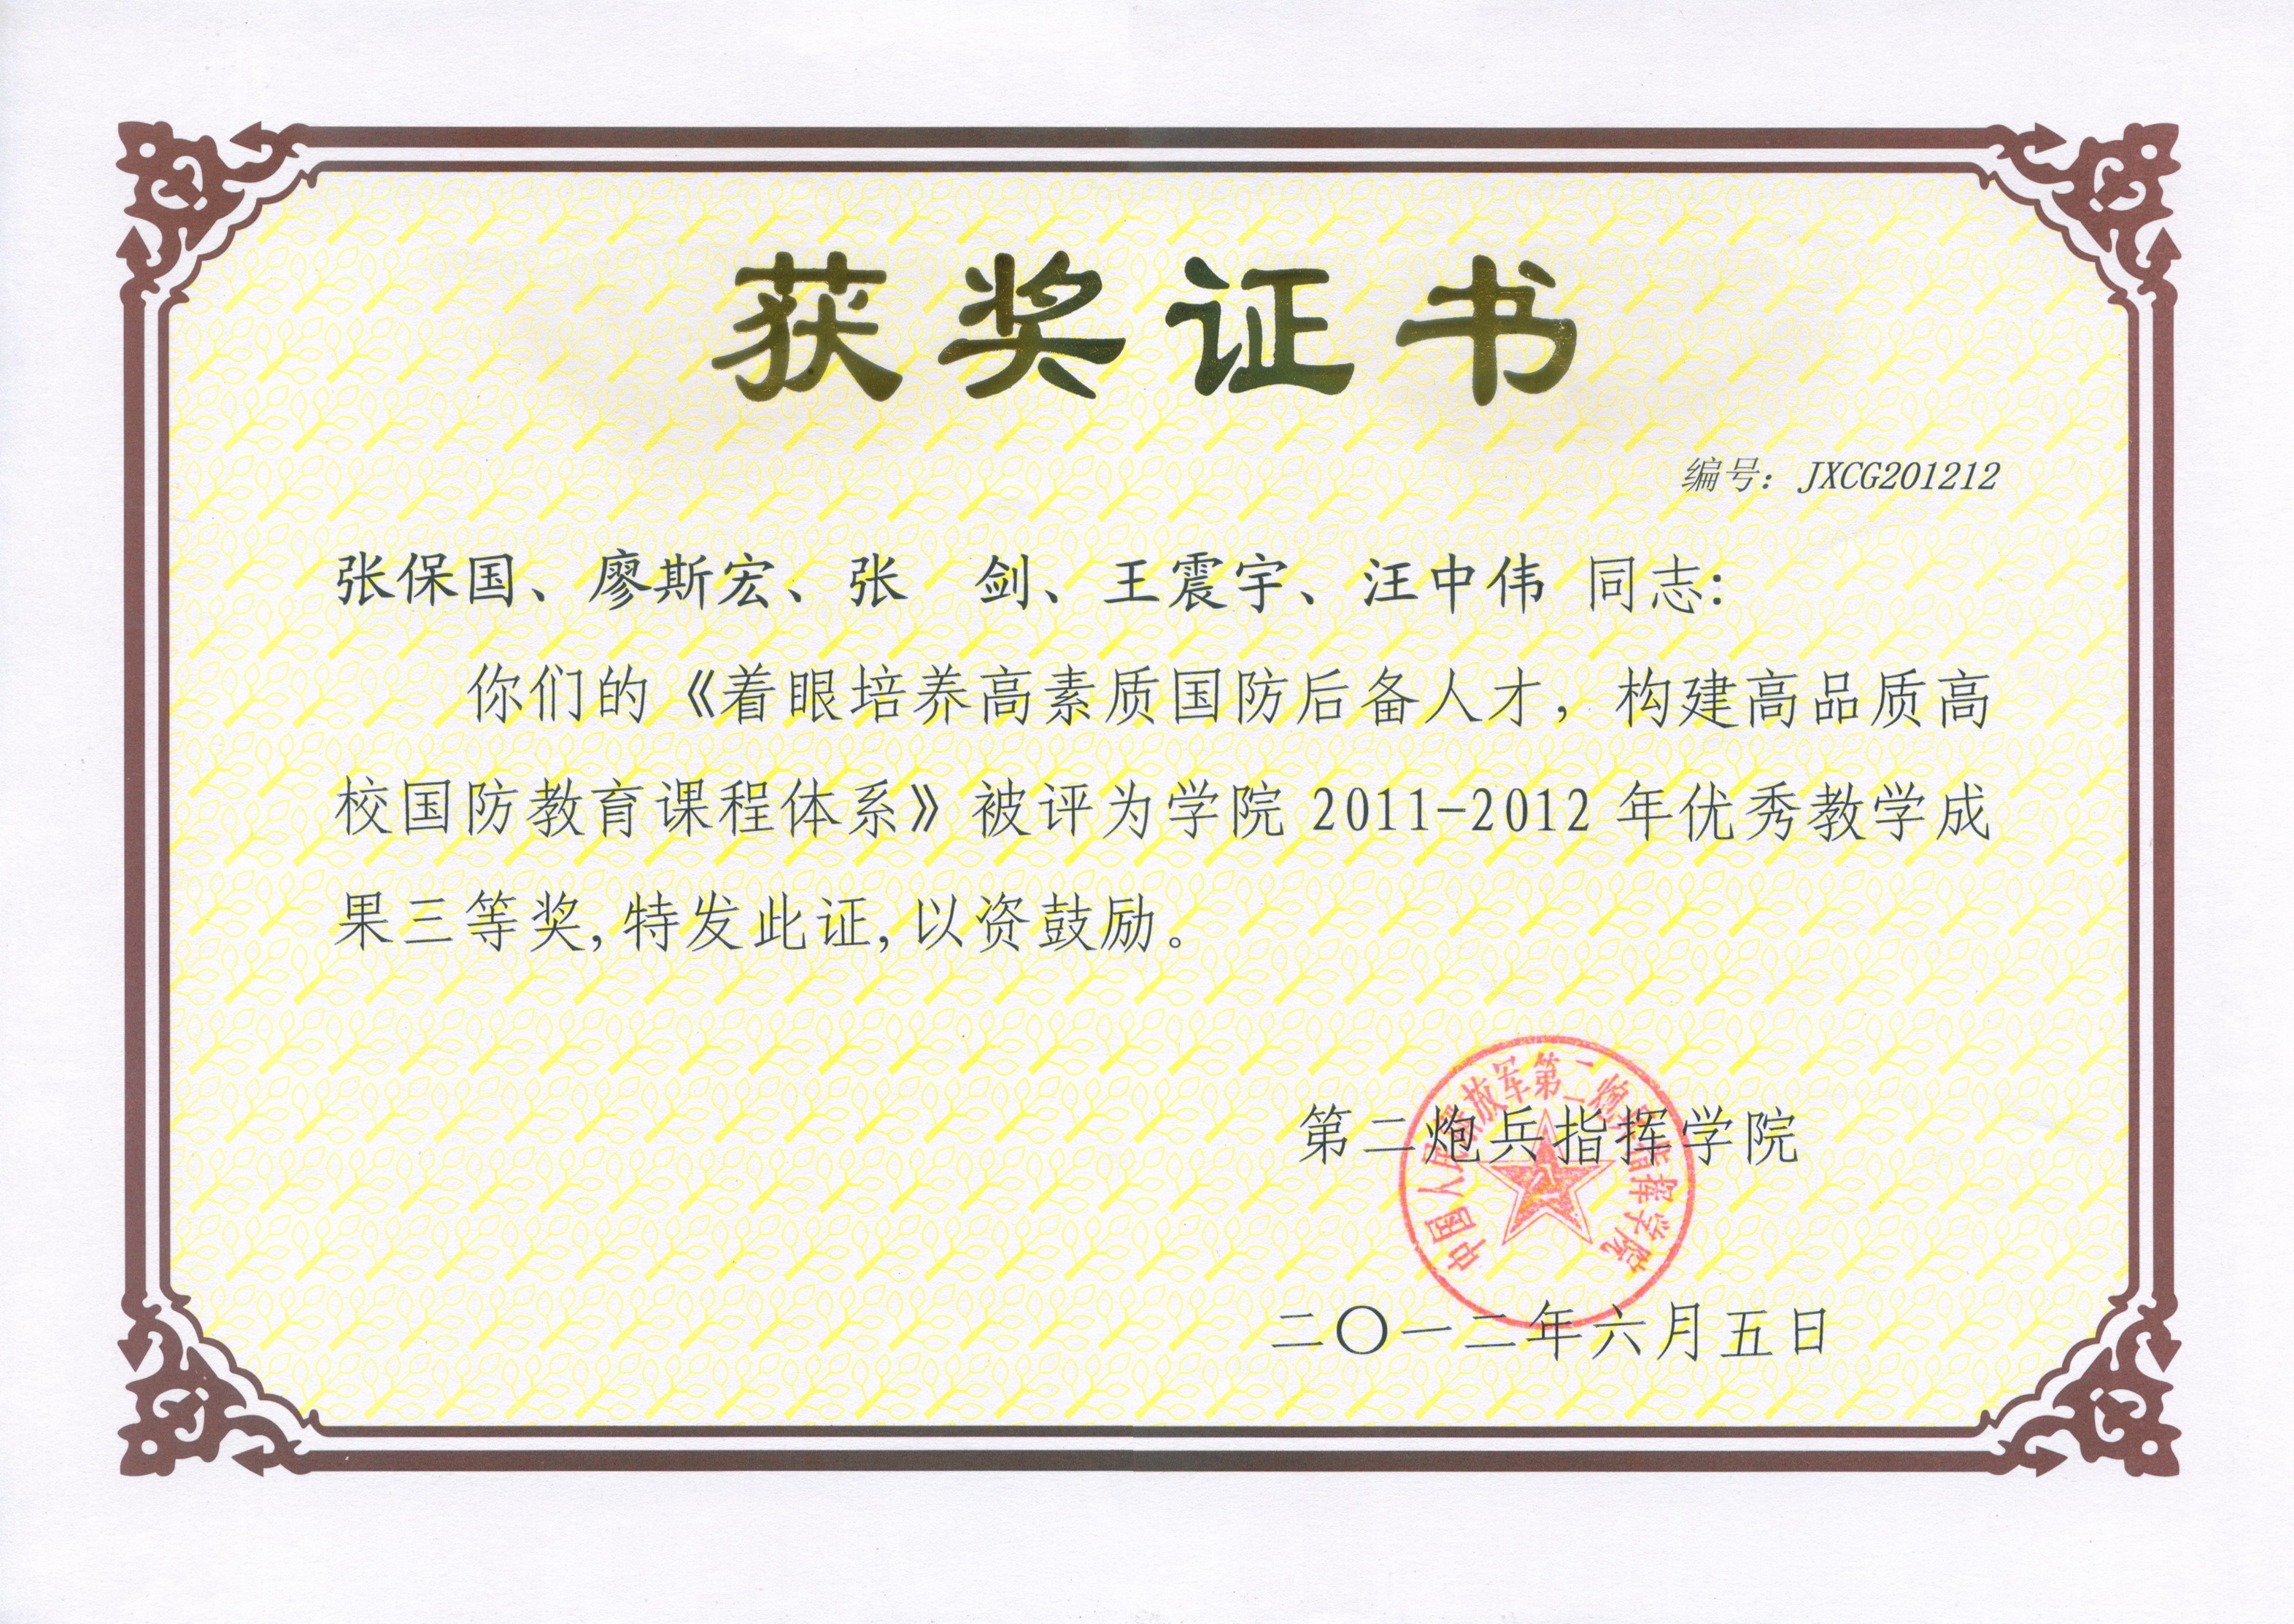 获奖证书
编号：JXCG201212
张保国、廖斯宏、张　剑、王震宇、汪中伟 同志：
你们的《着眼培养高素质国防后备人才，构建高品质高
校国防教育课程体系》被评为学院 2011-2012 年优秀教学成
果三等奖，特发此证，以资鼓励。
中国人民解放军第二炮兵指挥学院
第二炮兵指挥学院
二〇一二年六月五日